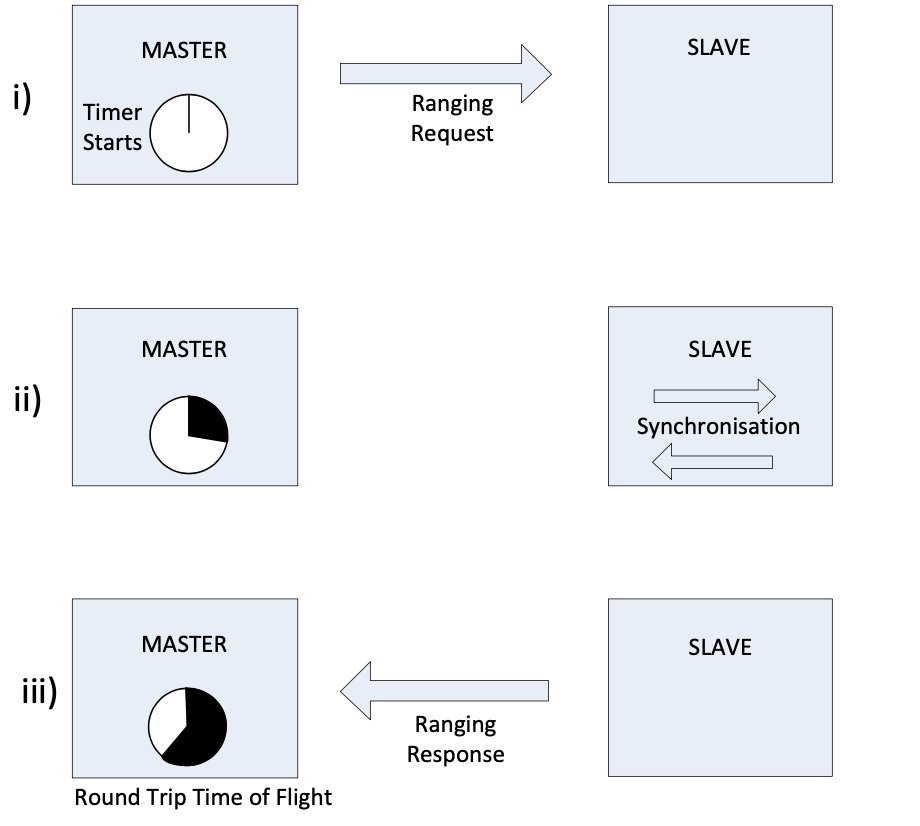 i)
MASTER
Timer
Starts
Ranging
Request
SLAVE
ii)
MASTER
SLAVE
Synchronisation
iii)
MASTER
Round Trip Time of Flight
Ranging
Response
SLAVE